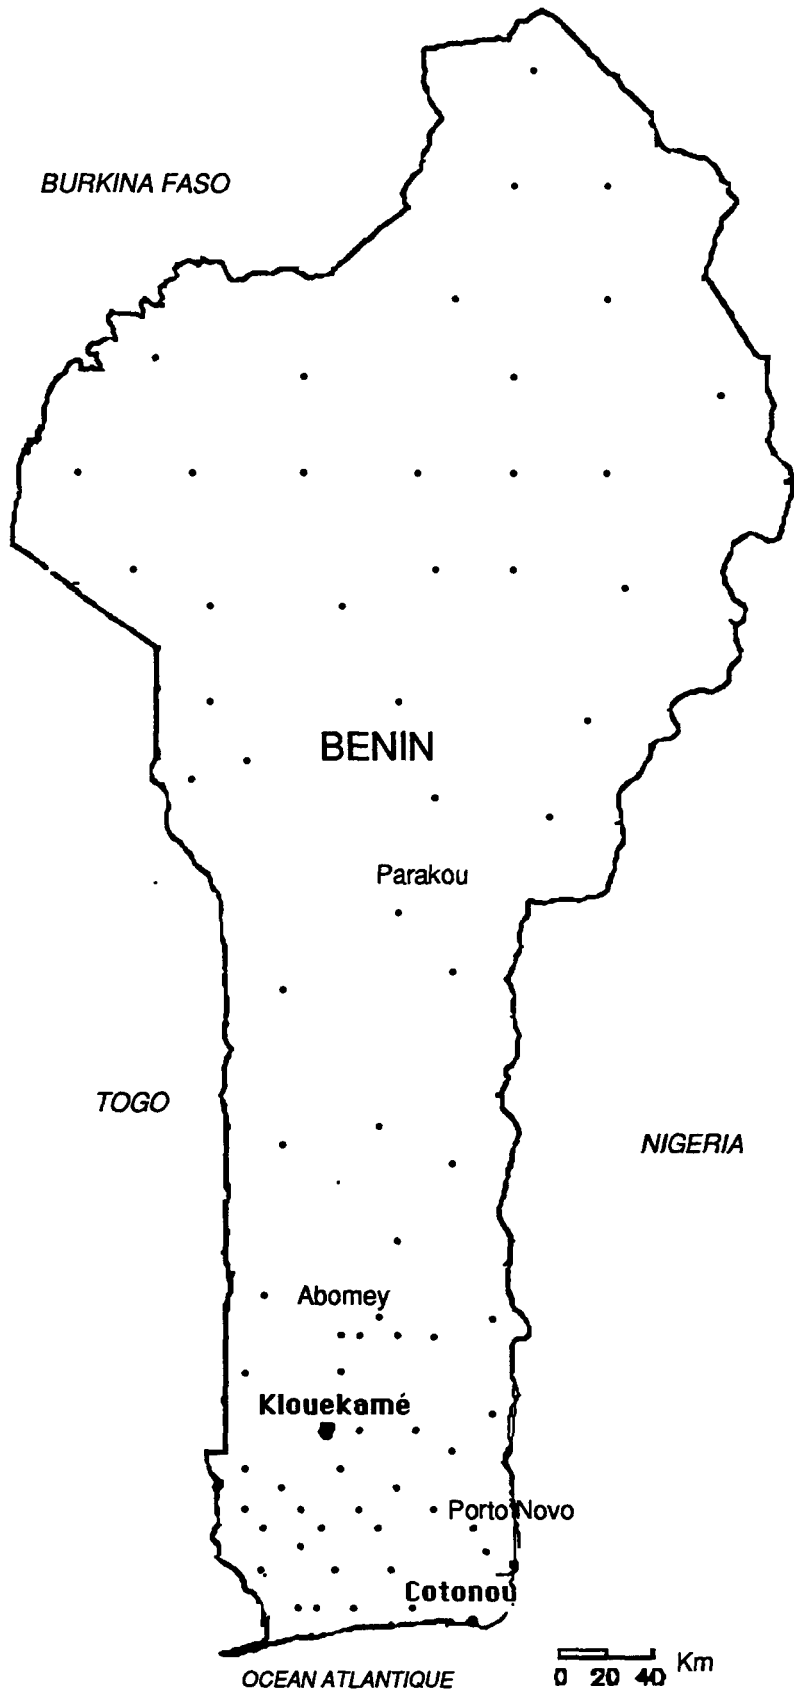 BURKINA FASO
BENIN
Parakou
TOGO
NIGERIA
Abomey
Klouekamé
Porto Novo
Cotonou
Km
0 20 40
OCEAN ATLANTIQUE